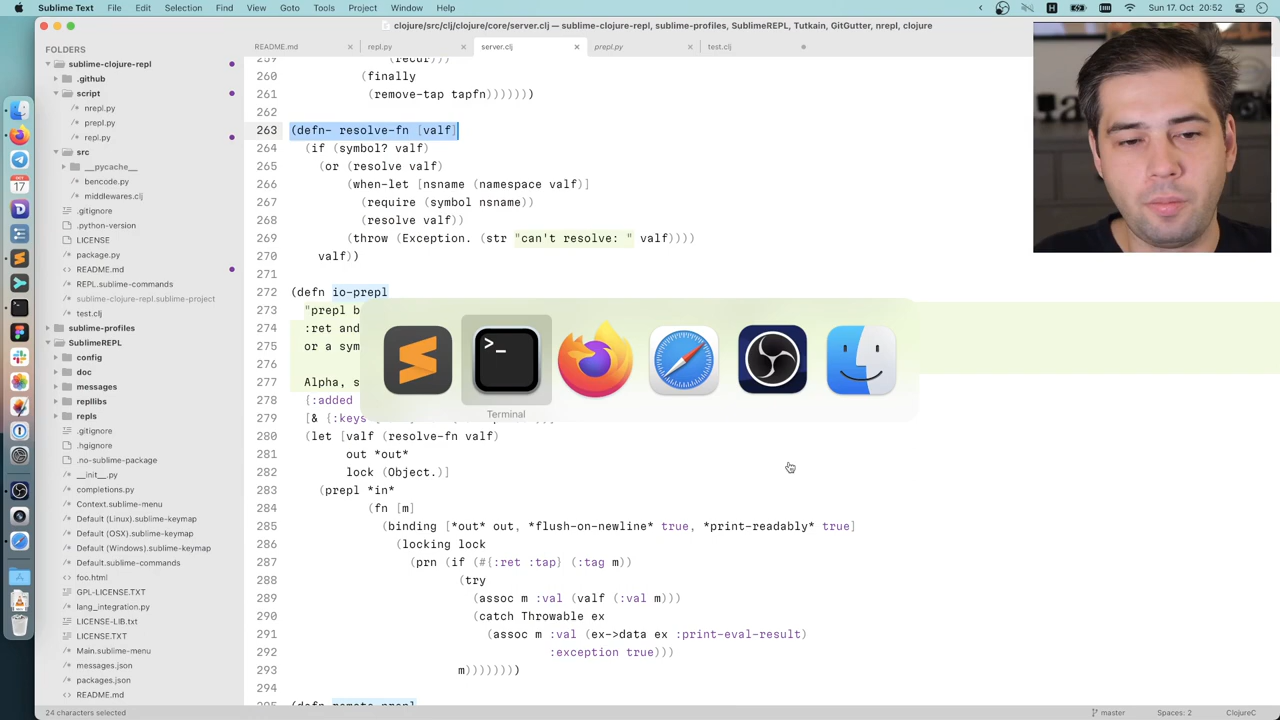 Sublime Text File Edit Selection Find View Goto Tools Project Window Help Sun 17 Oct 20:52
clojure/src/clj/clojure/core/server.clj — sublime-clojure-repl, sublime-profiles, SublimeREPL, Tutkain, GitGutter, nrepl, clojure
README.md repl.py server.clj prepl.py test.clj
FOLDERS
sublime-clojure-repl
.github
script
nrepl.py
prepl.py
repl.py
src
__pycache__
bencode.py
middlewares.clj
.gitignore
.python-version
LICENSE
package.py
README.md
REPL.sublime-commands
sublime-clojure-repl.sublime-project
test.clj
sublime-profiles
SublimeREPL
config
doc
messages
repllibs
repls
.gitignore
.hgignore
.no-sublime-package
__init__.py
completions.py
Context.sublime-menu
Default (Linux).sublime-keymap
Default (OSX).sublime-keymap
Default (Windows).sublime-keymap
Default.sublime-commands
foo.html
GPL-LICENSE.TXT
lang_integration.py
LICENSE-LIB.txt
LICENSE.TXT
Main.sublime-menu
messages.json
packages.json
README.md
259 (recur)))
260 (finally
261 (remove-tap tapfn))))))
262
263 (defn- resolve-fn [valf]
264 (if (symbol? valf)
265 (or (resolve valf)
266 (when-let [nsname (namespace valf)]
267 (require (symbol nsname))
268 (resolve valf))
269 (throw (Exception. (str "can't resolve: " valf))))
270 valf))
271
272 (defn io-prepl
273 "prepl b
274 :ret and
275 or a sym
276
277 Alpha, s
278 {:added
279 [& {:keys
280 (let [valf (resolve-fn valf)
281 out *out*
282 lock (Object.)]
283 (prepl *in*
284 (fn [m]
285 (binding [*out* out, *flush-on-newline* true, *print-readably* true]
286 (locking lock
287 (prn (if (#{:ret :tap} (:tag m))
288 (try
289 (assoc m :val (valf (:val m)))
290 (catch Throwable ex
291 (assoc m :val (ex->data ex :print-eval-result)
292 :exception true)))
293 m))))))))
294
295 (defn remote-prepl
Terminal
OCT
17
24 characters selected master Spaces: 2 ClojureC